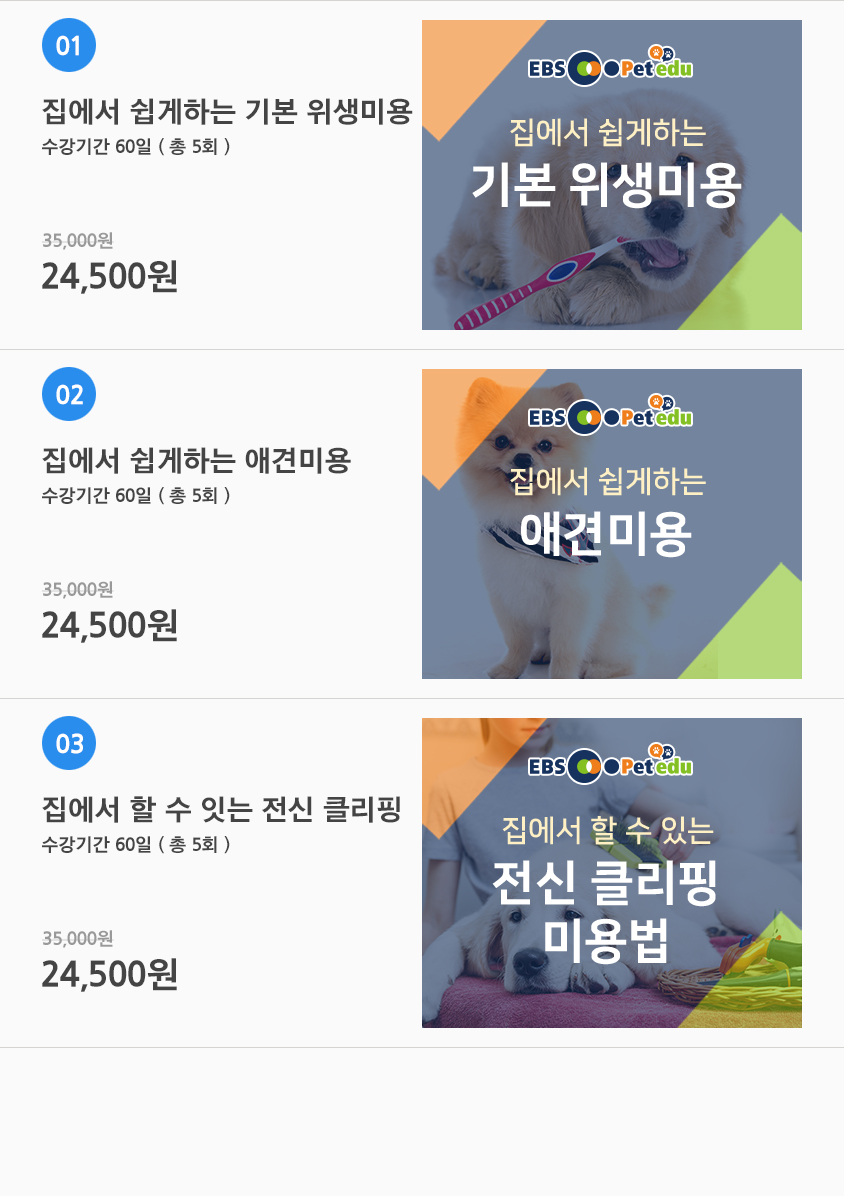 01
집에서 쉽게하는 기본 위생미용
수강기간 60일 ( 총 5회 )
35,000원
24,500원
EBS Pet edu
집에서 쉽게하는
기본 위생미용
02
집에서 쉽게하는 애견미용
수강기간 60일 ( 총 5회 )
35,000원
24,500원
EBS Pet edu
집에서 쉽게하는
애견미용
03
집에서 할 수 잇는 전신 클리핑
수강기간 60일 ( 총 5회 )
35,000원
24,500원
EBS Pet edu
집에서 할 수 있는
전신 클리핑
미용법